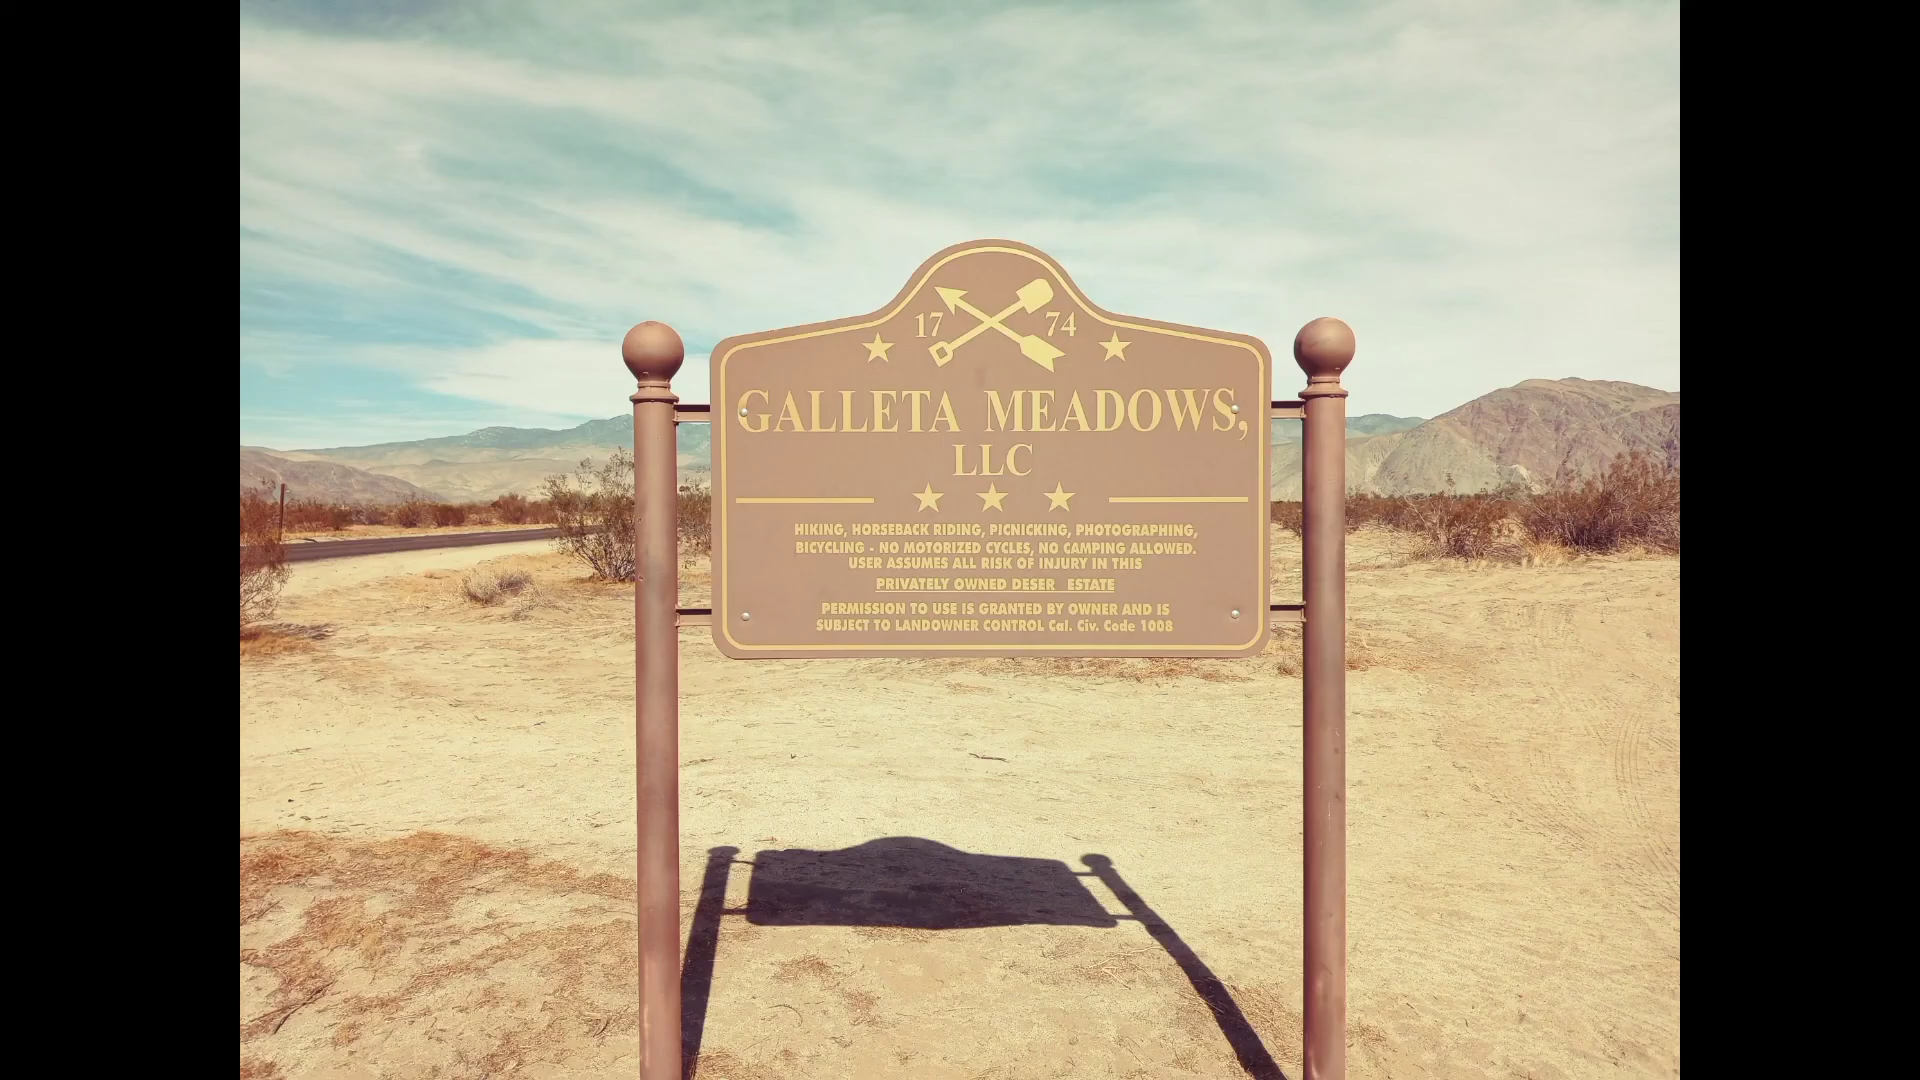 17 74
GALLETA MEADOWS,
LLC
HIKING, HORSEBACK RIDING, PICNICKING, PHOTOGRAPHING,
BICYCLING - NO MOTORIZED CYCLES, NO CAMPING ALLOWED.
USER ASSUMES ALL RISK OF INJURY IN THIS
PRIVATELY OWNED DESER ESTATE
PERMISSION TO USE IS GRANTED BY OWNER AND IS
SUBJECT TO LANDOWNER CONTROL Cal. Civ. Code 1008